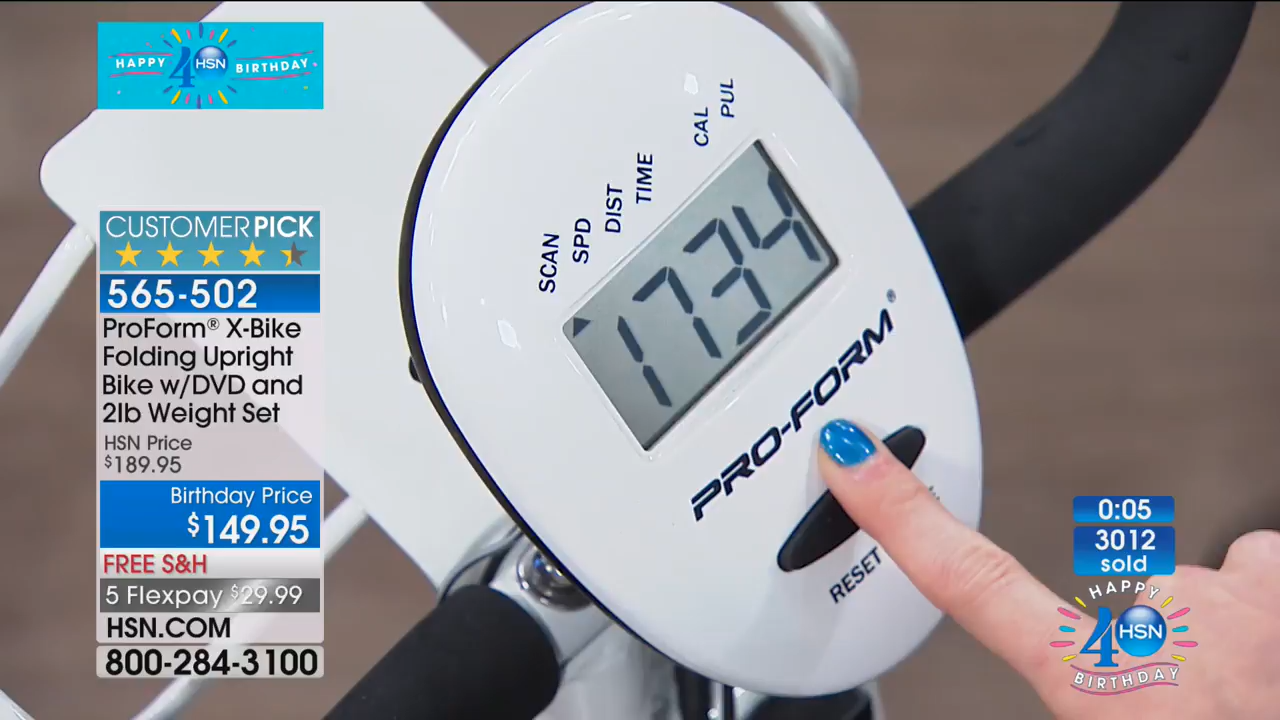 HAPPY 40 HSN BIRTHDAY
CUSTOMER PICK
565-502
ProForm® X-Bike
Folding Upright
Bike w/DVD and
2lb Weight Set
HSN Price
$189.95
Birthday Price
$149.95
FREE S&H
5 Flexpay $29.99
HSN.COM
800-284-3100
SCAN
SPD
DIST
TIME
CAL
PUL
1734
PRO-FORM®
RESET
0:05
3012
sold
HAPPY
40 HSN
BIRTHDAY